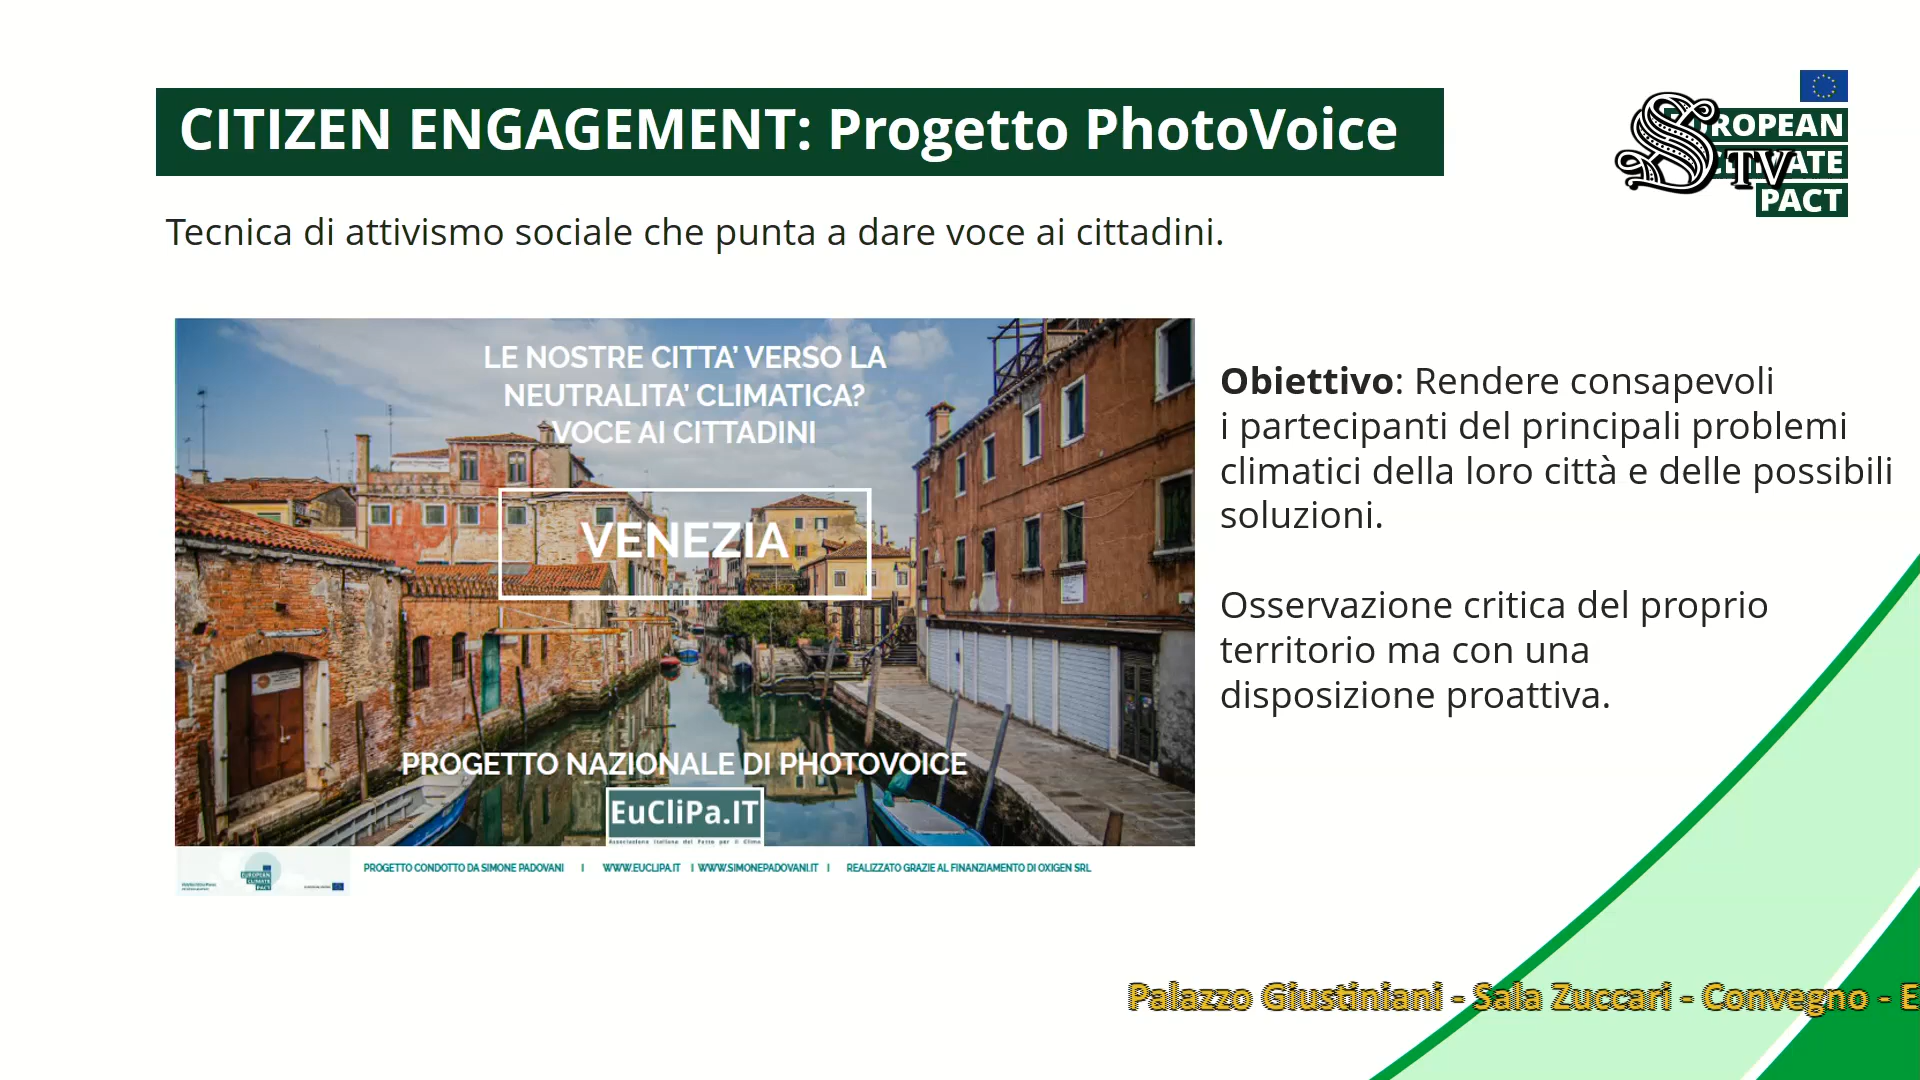 CITIZEN ENGAGEMENT: Progetto PhotoVoice
EUROPEAN
CLIMATE
PACT
S TV
Tecnica di attivismo sociale che punta a dare voce ai cittadini.
LE NOSTRE CITTA’ VERSO LA
NEUTRALITA’ CLIMATICA?
VOCE AI CITTADINI
VENEZIA
PROGETTO NAZIONALE DI PHOTOVOICE
EuCliPa.IT
Associazione Italiana del Patto per il Clima
EUROPEAN
CLIMATE
PACT
PROGETTO CONDOTTO DA SIMONE PADOVANI I WWW.EUCLIPA.IT I WWW.SIMONEPADOVANI.IT I REALIZZATO GRAZIE AL FINANZIAMENTO DI OXIGEN SRL
Obiettivo: Rendere consapevoli
i partecipanti del principali problemi
climatici della loro città e delle possibili
soluzioni.
Osservazione critica del proprio
territorio ma con una
disposizione proattiva.
Palazzo Giustiniani - Sala Zuccari - Convegno - E